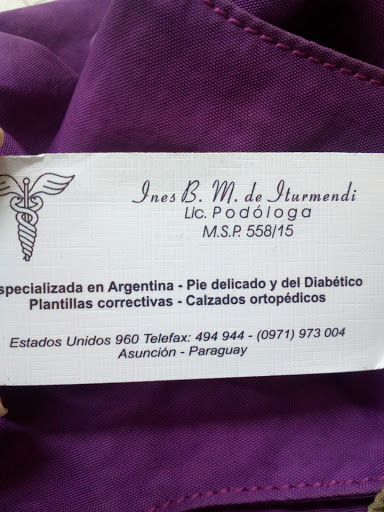 Ines B. M. de Iturmendi
Lic. Podóloga
M.S.P. 558/15
specializada en Argentina - Pie delicado y del Diabético
Plantillas correctivas - Calzados ortopédicos
Estados Unidos 960 Telefax: 494 944 - (0971) 973 004
Asunción - Paraguay